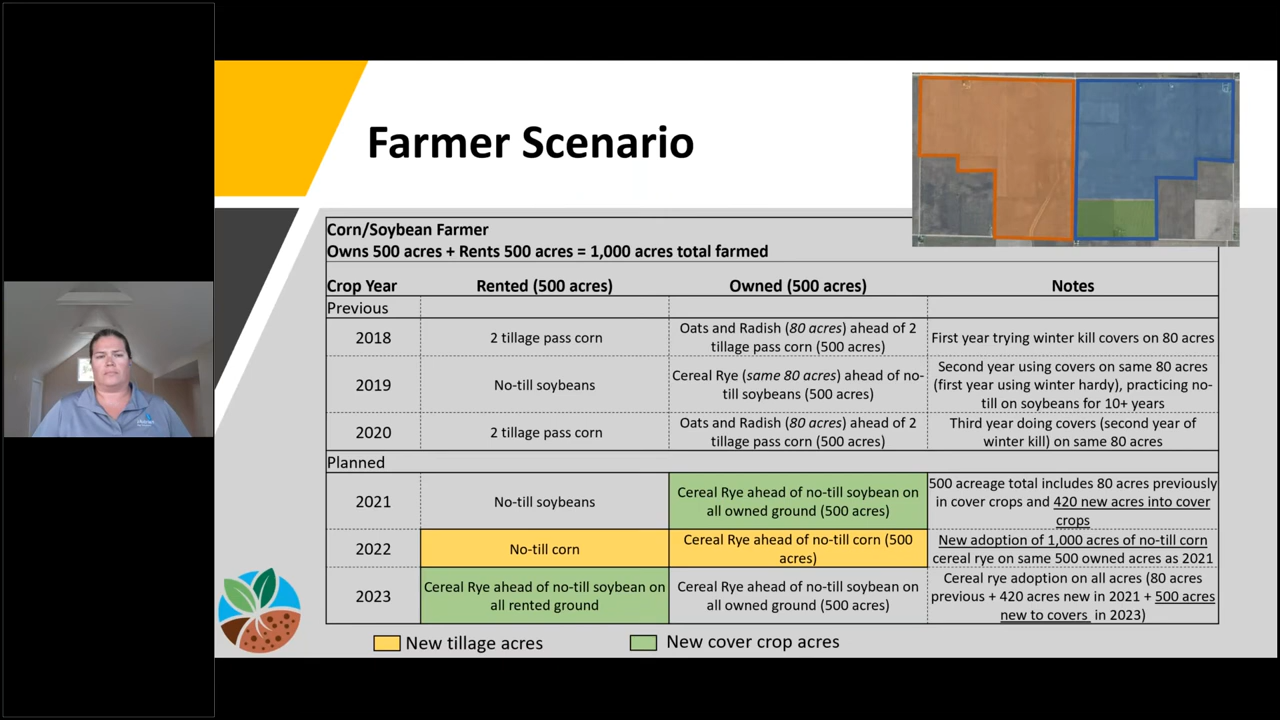 Farmer Scenario
Corn/Soybean Farmer
Owns 500 acres + Rents 500 acres = 1,000 acres total farmed
Crop Year Rented (500 acres) Owned (500 acres) Notes
Previous
2018
2 tillage pass corn
Oats and Radish (80 acres) ahead of 2
tillage pass corn (500 acres)
First year trying winter kill covers on 80 acres
2019
No-till soybeans
Cereal Rye (same 80 acres) ahead of no-
till soybeans (500 acres)
Second year using covers on same 80 acres
(first year using winter hardy), practicing no-
till on soybeans for 10+ years
2020
2 tillage pass corn
Oats and Radish (80 acres) ahead of 2
tillage pass corn (500 acres)
Third year doing covers (second year of
winter kill) on same 80 acres
Planned
2021
No-till soybeans
Cereal Rye ahead of no-till soybean on
all owned ground (500 acres)
500 acreage total includes 80 acres previously
in cover crops and 420 new acres into cover
crops
2022
No-till corn
Cereal Rye ahead of no-till corn (500
acres)
New adoption of 1,000 acres of no-till corn
cereal rye on same 500 owned acres as 2021
2023
Cereal Rye ahead of no-till soybean on
all rented ground
Cereal Rye ahead of no-till soybean on
all owned ground (500 acres)
Cereal rye adoption on all acres (80 acres
previous + 420 acres new in 2021 + 500 acres
new to covers in 2023)
New tillage acres
New cover crop acres